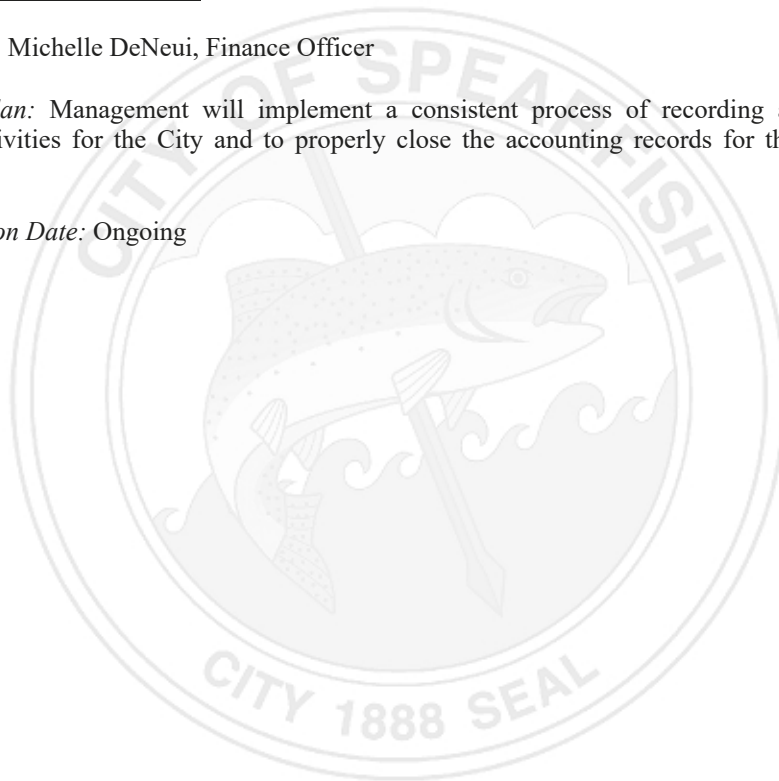 Michelle DeNeui, Finance Officer
an: Management will implement a consistent process of recording
ivities for the City and to properly close the accounting records for th
on Date: Ongoing
CITY OF SPEARFISH
CITY 1888 SEAL